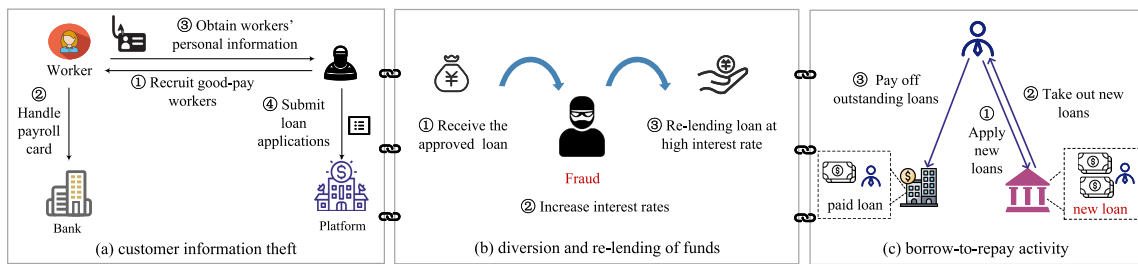 ③ Obtain workers'
personal information
Worker
① Recruit good-pay
workers
②
Handle
payroll
card
④ Submit
loan
applications
$
Bank
Platform
(a) customer information theft
¥
¥
① Receive the
approved loan
③ Re-lending loan at
high interest rate
Fraud
② Increase interest rates
(b) diversion and re-lending of funds
③ Pay off
outstanding loans
② Take out new
loans
①
Apply
new
loans
$
$
$
$
paid loan
new loan
(c) borrow-to-repay activity